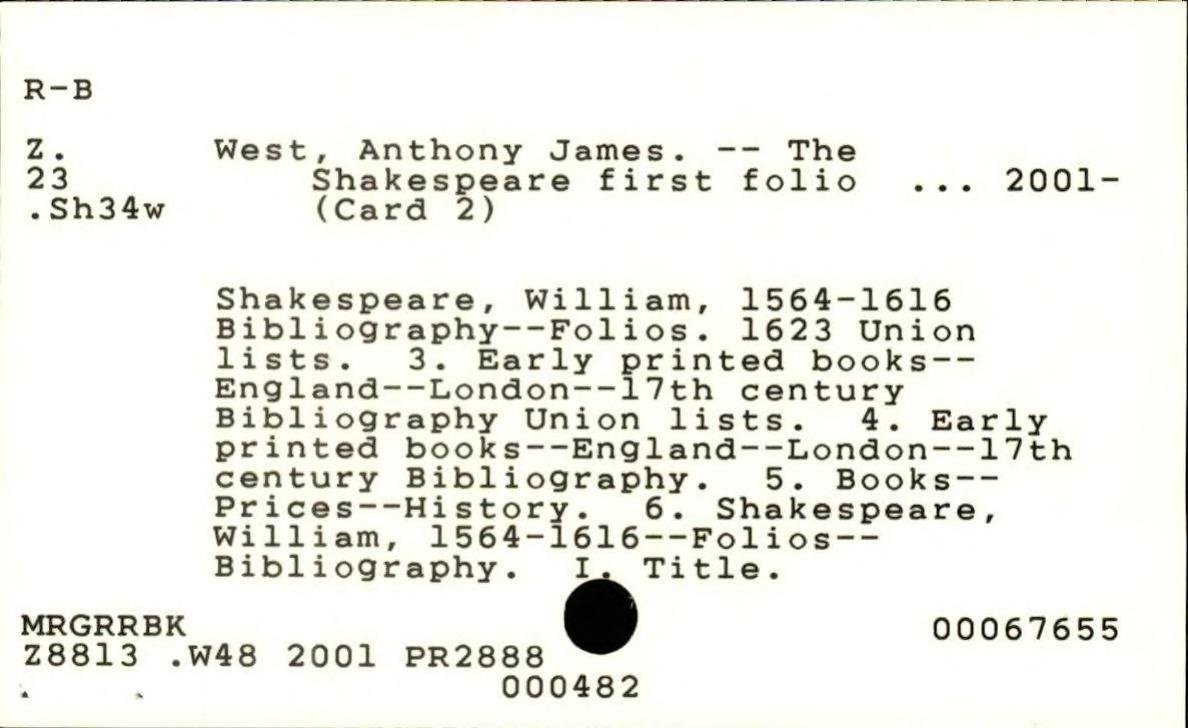 R-B
Z. West, Anthony James. -- The
23 Shakespeare first folio ... 2001-
.Sh34w (Card 2)
Shakespeare, William, 1564-1616
Bibliography--Folios. 1623 Union
lists. 3. Early printed books--
England--London--17th century
Bibliography Union lists. 4. Early
printed books--England--London--17th
century Bibliography. 5. Books--
Prices--History. 6. Shakespeare,
William, 1564-1616--Folios--
Bibliography. I. Title.
MRGRRBK 00067655
Z8813 .W48 2001 PR2888
000482